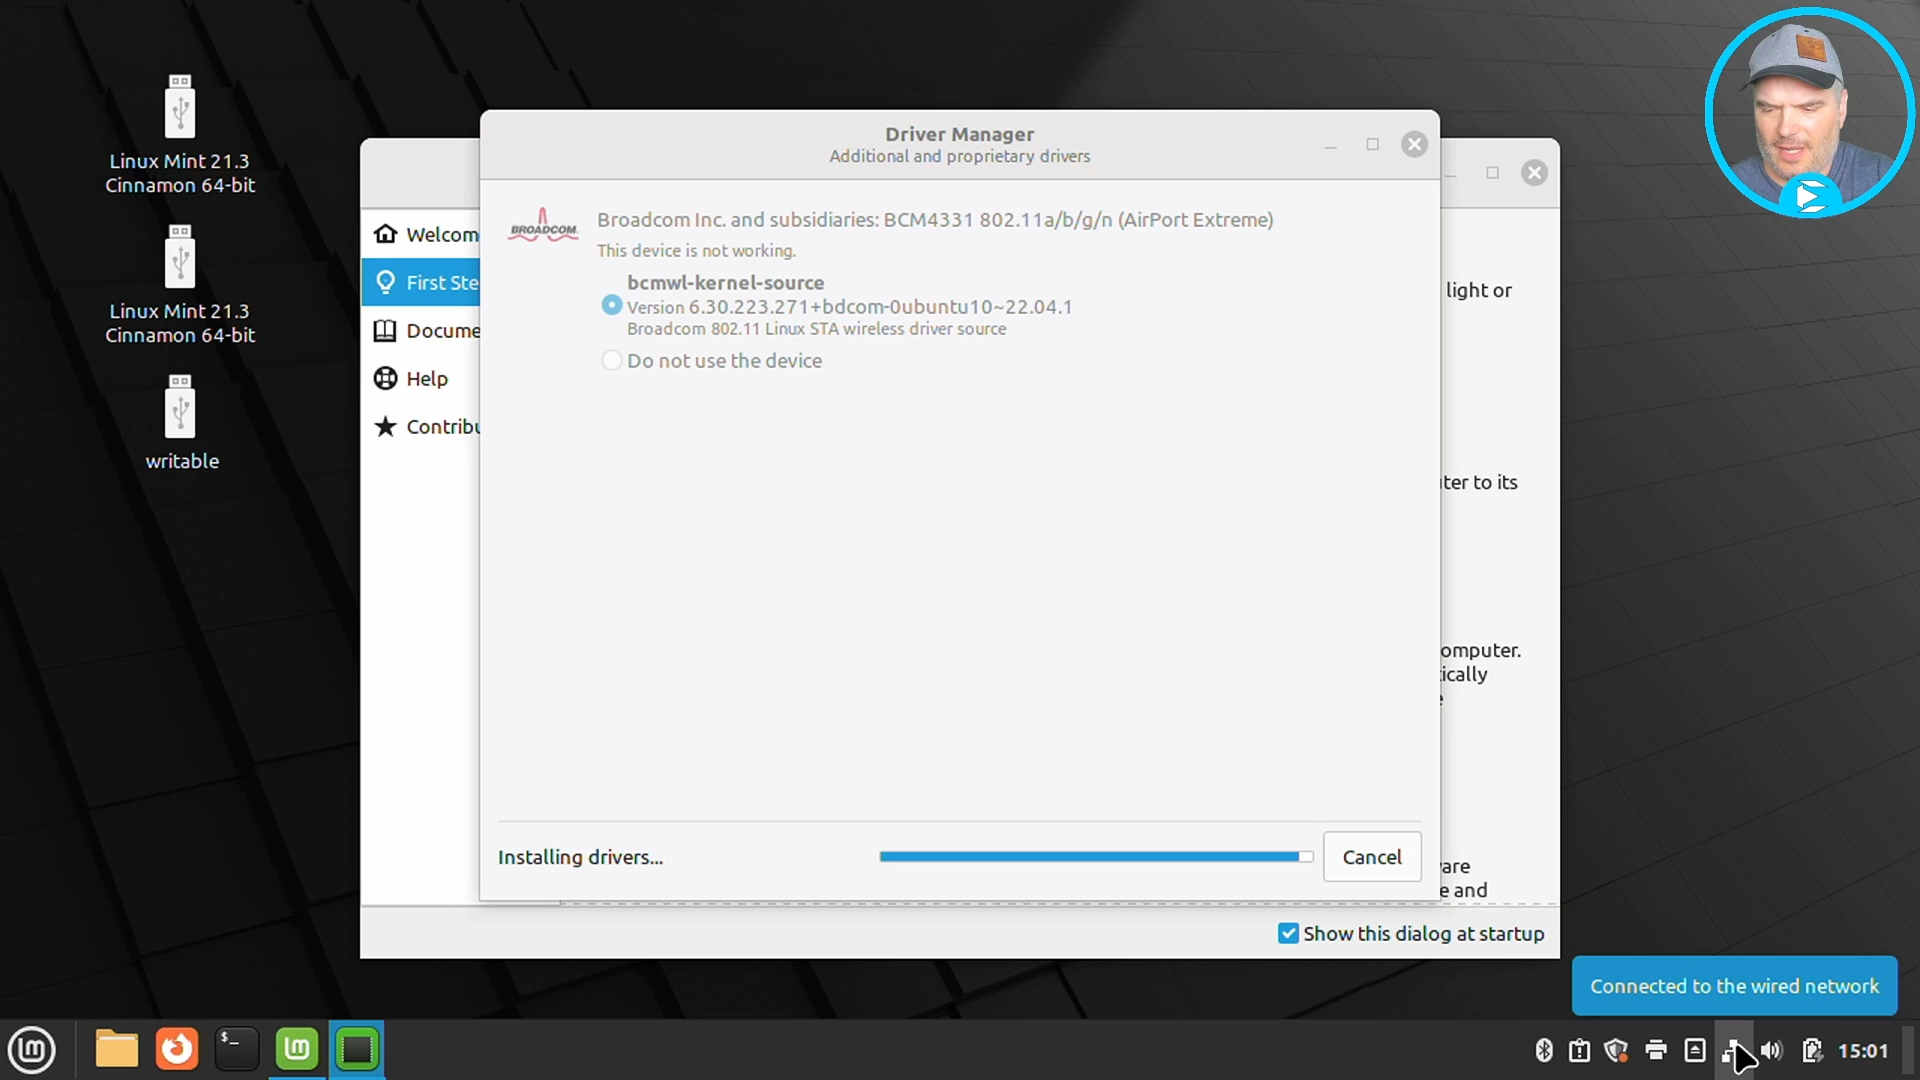 Linux Mint 21.3
Cinnamon 64-bit
Linux Mint 21.3
Cinnamon 64-bit
writable
Driver Manager
Additional and proprietary drivers
BROADCOM
Broadcom Inc. and subsidiaries: BCM4331 802.11a/b/g/n (AirPort Extreme)
This device is not working.
bcmwl-kernel-source
Version 6.30.223.271+bdcom-0ubuntu10~22.04.1
Broadcom 802.11 Linux STA wireless driver source
Do not use the device
Installing drivers...
Cancel
Welcom
First Ste
Docume
Help
Contribu
light or
ter to its
omputer.
ically
e
are
e and
Show this dialog at startup
Connected to the wired network
$_
lm
15:01